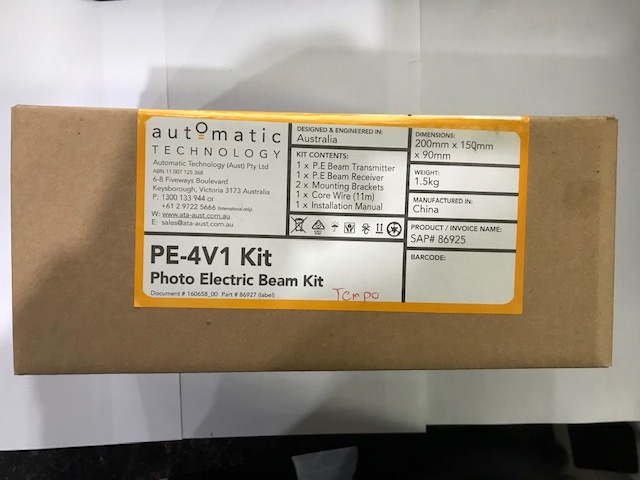 automatic
TECHNOLOGY
Automatic Technology (Aust) Pty Ltd
ABN 11 007 125 368
6-8 Fiveways Boulevard
Keysborough, Victoria 3173 Australia
P: 1300 133 944 or
+61 2 9722 5666 (International only)
W: www.ata-aust.com.au
E: sales@ata-aust.com.au
DESIGNED & ENGINEERED IN:
Australia
KIT CONTENTS:
1 x P.E Beam Transmitter
1 x P.E Beam Receiver
2 x Mounting Brackets
1 x Core Wire (11m)
1 x Installation Manual
DIMENSIONS:
200mm x 150mm
x 90mm
WEIGHT:
1.5kg
MANUFACTURED IN:
China
PRODUCT / INVOICE NAME:
SAP# 86925
BARCODE:
PE-4V1 Kit
Photo Electric Beam Kit
Document # 160658_00 Part # 86927 (label)
Tempo